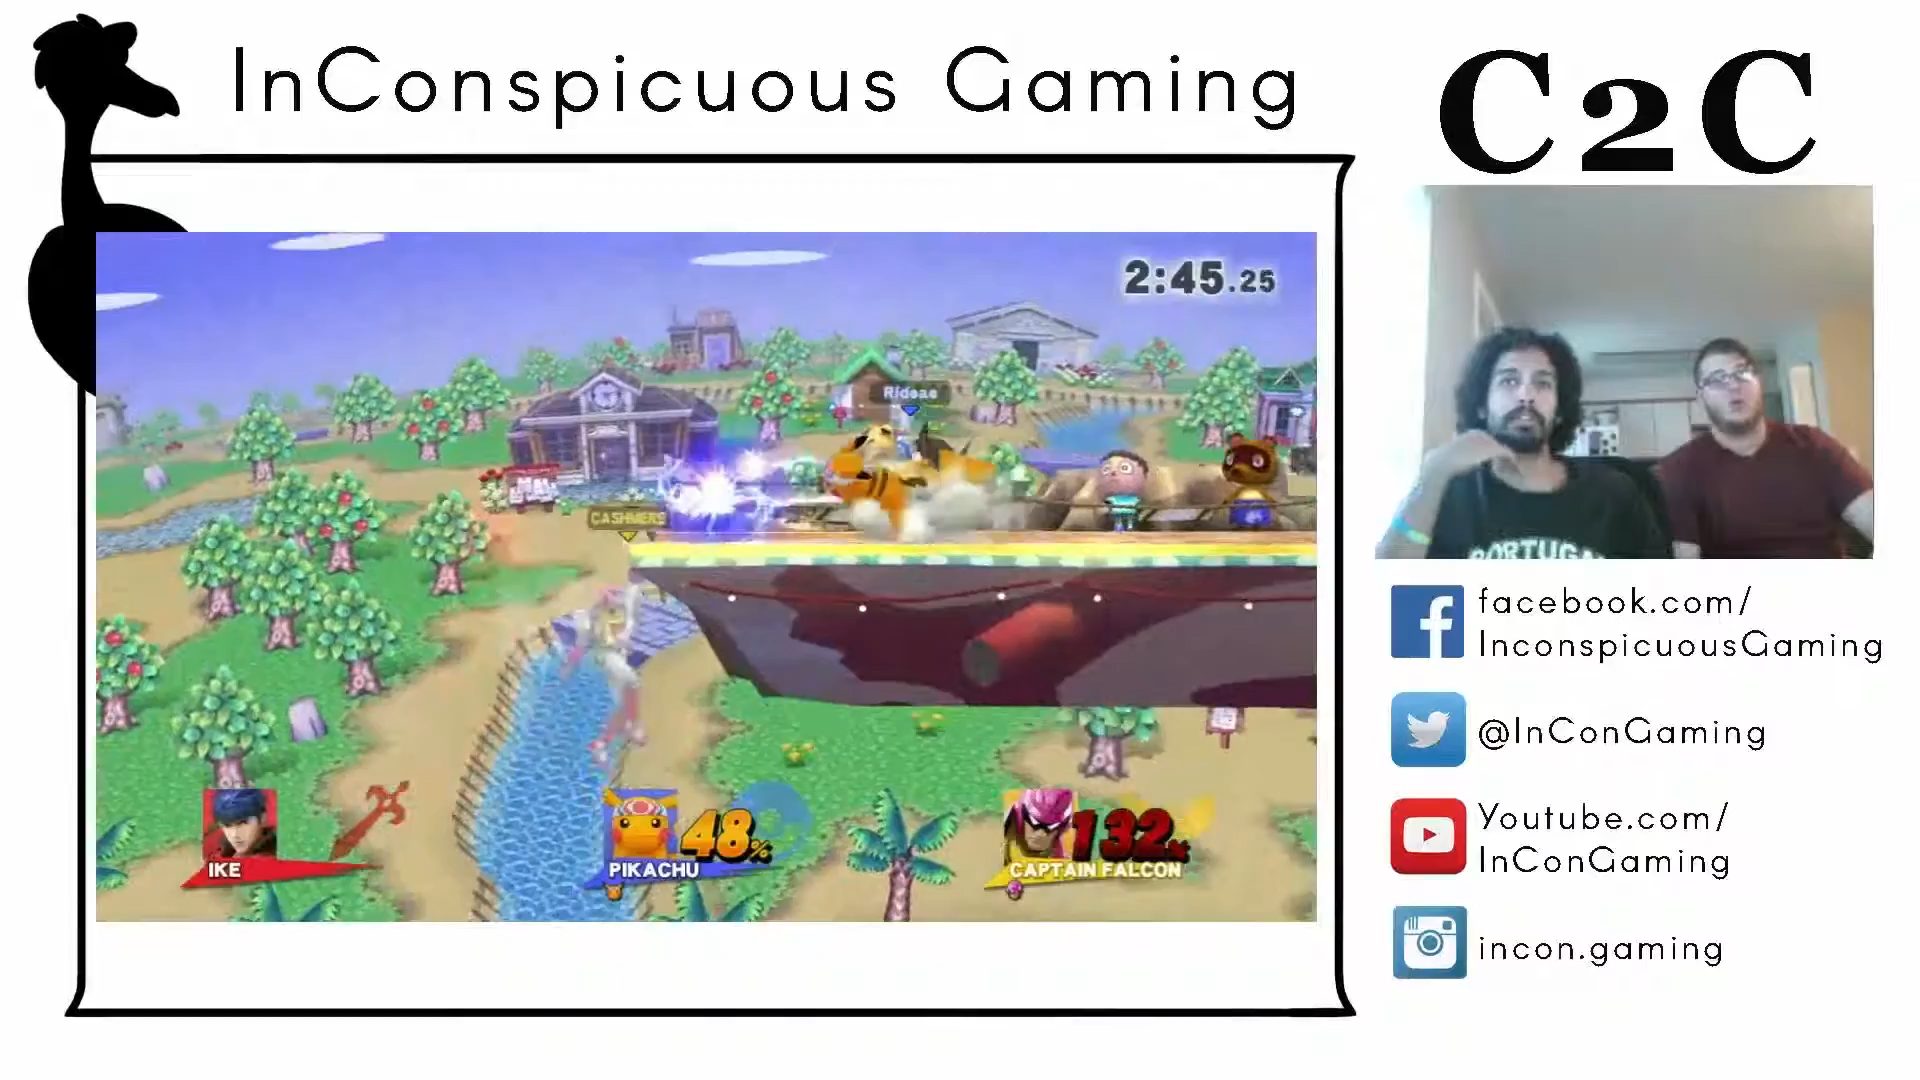 InConspicuous Gaming
C2C
2:45.25
Rideae
CASHMERE
PORTUGA
IKE
48%
PIKACHU
132%
CAPTAIN FALCON
facebook.com/
InconspicuousGaming
@InConGaming
Youtube.com/
InConGaming
incon.gaming